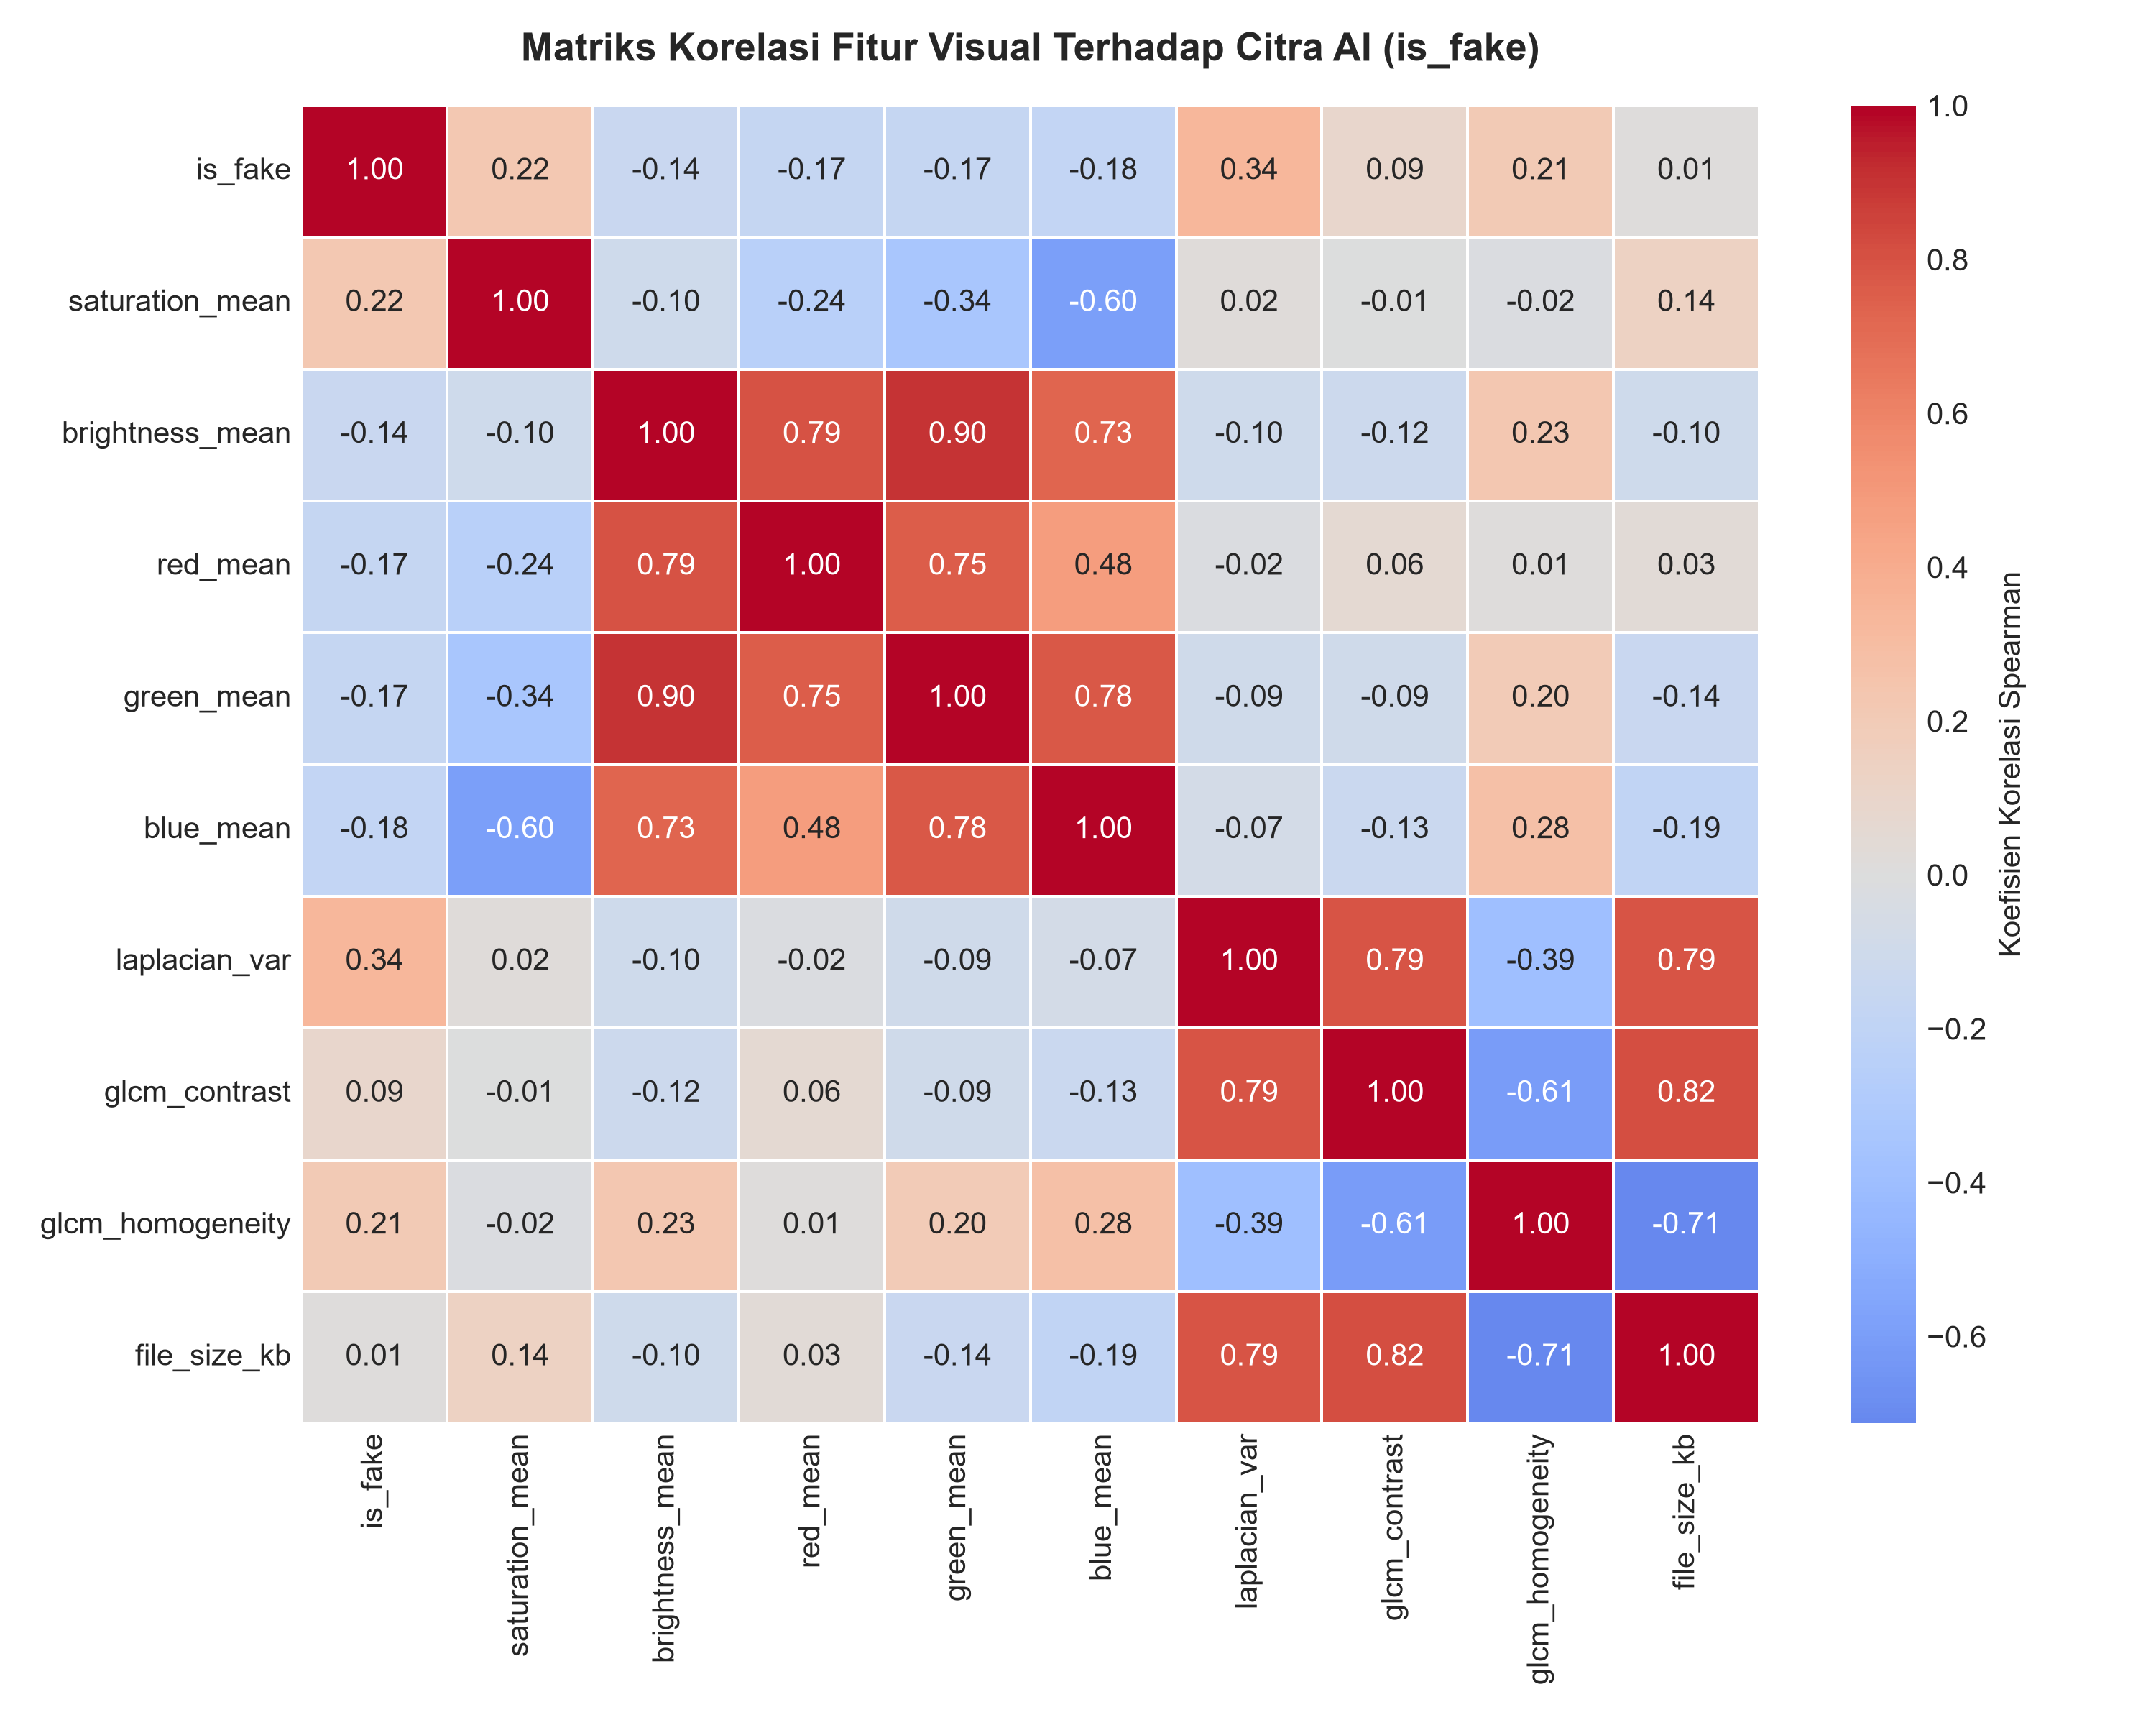 Matriks Korelasi Fitur Visual Terhadap Citra AI (is_fake)
is_fake 1.00 0.22 -0.14 -0.17 -0.17 -0.18 0.34 0.09 0.21 0.01
saturation_mean 0.22 1.00 -0.10 -0.24 -0.34 -0.60 0.02 -0.01 -0.02 0.14
brightness_mean -0.14 -0.10 1.00 0.79 0.90 0.73 -0.10 -0.12 0.23 -0.10
red_mean -0.17 -0.24 0.79 1.00 0.75 0.48 -0.02 0.06 0.01 0.03
green_mean -0.17 -0.34 0.90 0.75 1.00 0.78 -0.09 -0.09 0.20 -0.14
blue_mean -0.18 -0.60 0.73 0.48 0.78 1.00 -0.07 -0.13 0.28 -0.19
laplacian_var 0.34 0.02 -0.10 -0.02 -0.09 -0.07 1.00 0.79 -0.39 0.79
glcm_contrast 0.09 -0.01 -0.12 0.06 -0.09 -0.13 0.79 1.00 -0.61 0.82
glcm_homogeneity 0.21 -0.02 0.23 0.01 0.20 0.28 -0.39 -0.61 1.00 -0.71
file_size_kb 0.01 0.14 -0.10 0.03 -0.14 -0.19 0.79 0.82 -0.71 1.00
is_fake
saturation_mean
brightness_mean
red_mean
green_mean
blue_mean
laplacian_var
glcm_contrast
glcm_homogeneity
file_size_kb
1.0
0.8
0.6
0.4
0.2
0.0
−0.2
−0.4
−0.6
Koefisien Korelasi Spearman